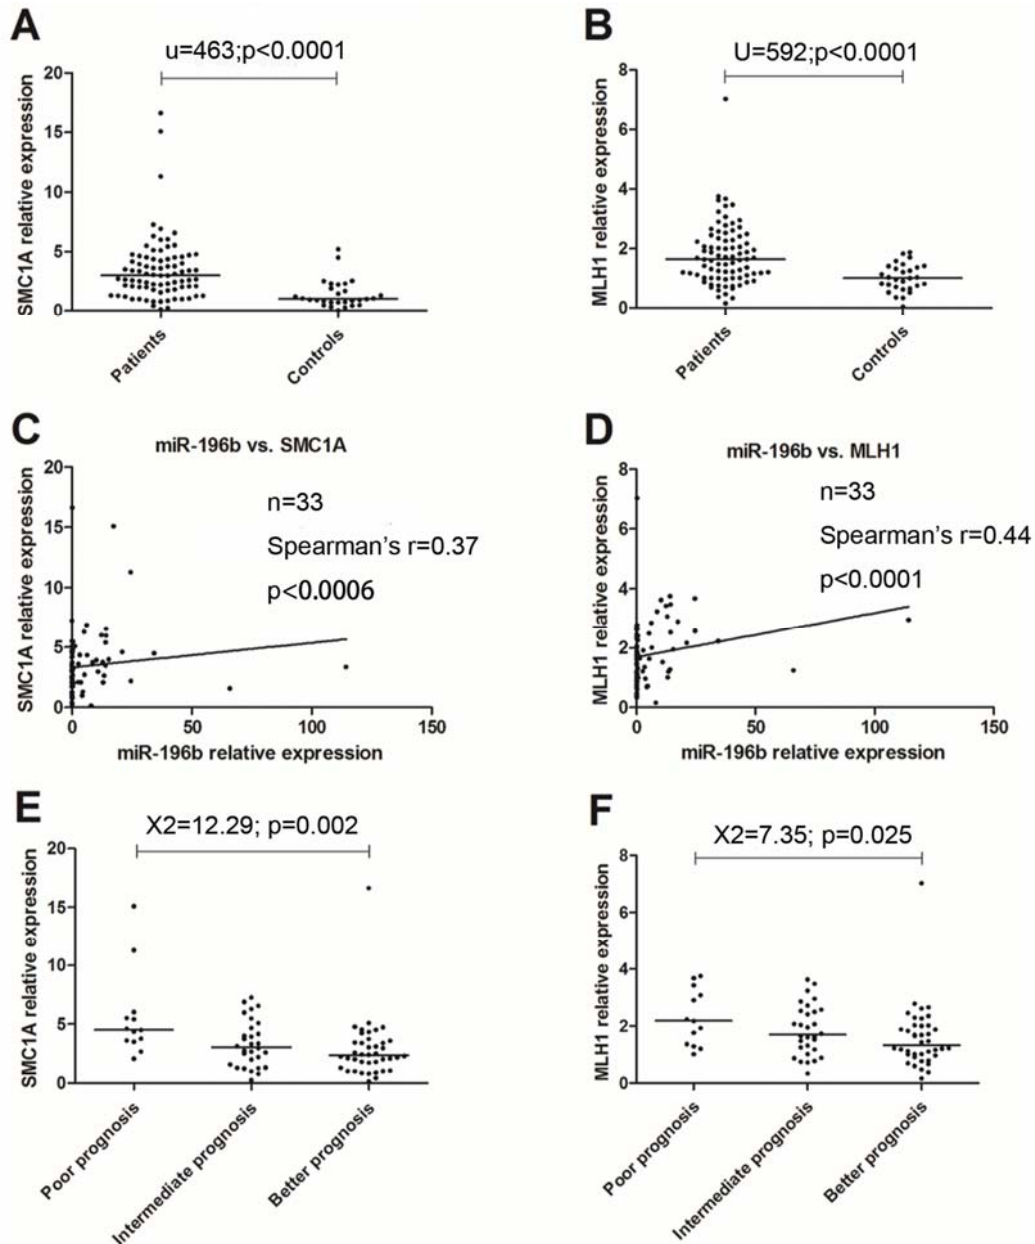 A
u=463;p<0.0001
SMC1A relative expression
20
15
10
5
0
Patients
Controls
B
U=592;p<0.0001
MLH1 relative expression
8
6
4
2
0
Patients
Controls
C
miR-196b vs. SMC1A
n=33
Spearman's r=0.37
p<0.0006
SMC1A relative expression
20
15
10
5
0
0
50
100
150
miR-196b relative expression
D
miR-196b vs. MLH1
n=33
Spearman's r=0.44
p<0.0001
MLH1 relative expression
8
6
4
2
0
0
50
100
150
miR-196b relative expression
E
X2=12.29; p=0.002
SMC1A relative expression
20
15
10
5
0
Poor prognosis
Intermediate prognosis
Better prognosis
F
X2=7.35; p=0.025
MLH1 relative expression
8
6
4
2
0
Poor prognosis
Intermediate prognosis
Better prognosis